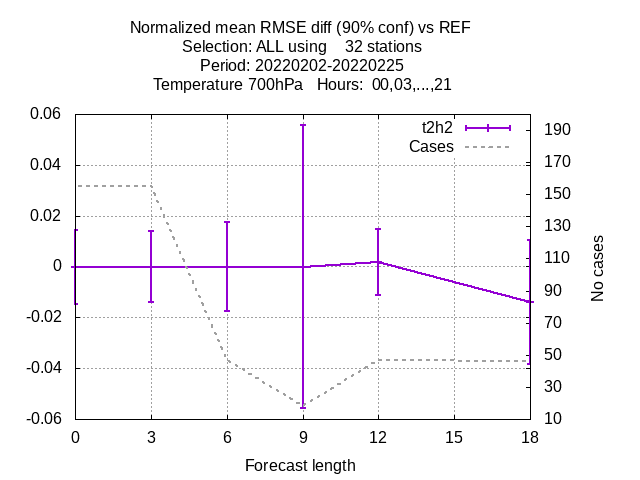 Normalized mean RMSE diff (90% conf) vs REF
Selection: ALL using    32 stations
Period: 20220202-20220225
Temperature 700hPa   Hours:  00,03,...,21
t2h2
Cases
0.06
0.04
0.02
0
-0.02
-0.04
-0.06
190
170
150
130
110
90
70
50
30
10
No cases
0 3 6 9 12 15 18
Forecast length